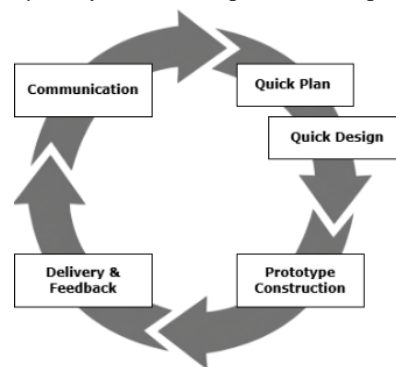 Communication
Quick Plan
Quick Design
Delivery &
Feedback
Prototype
Construction